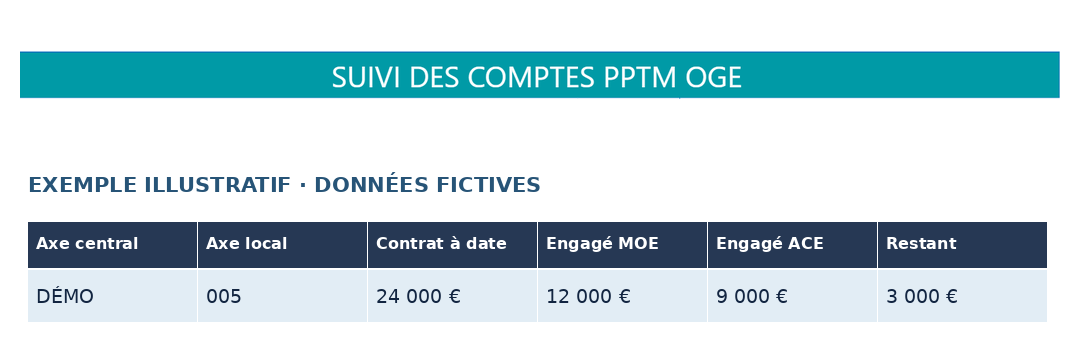 SUIVI DES COMPTES PPTM OGE
EXEMPLE ILLUSTRATIF · DONNÉES FICTIVES
Axe central Axe local Contrat à date Engagé MOE Engagé ACE Restant
DÉMO 005 24 000 € 12 000 € 9 000 € 3 000 €